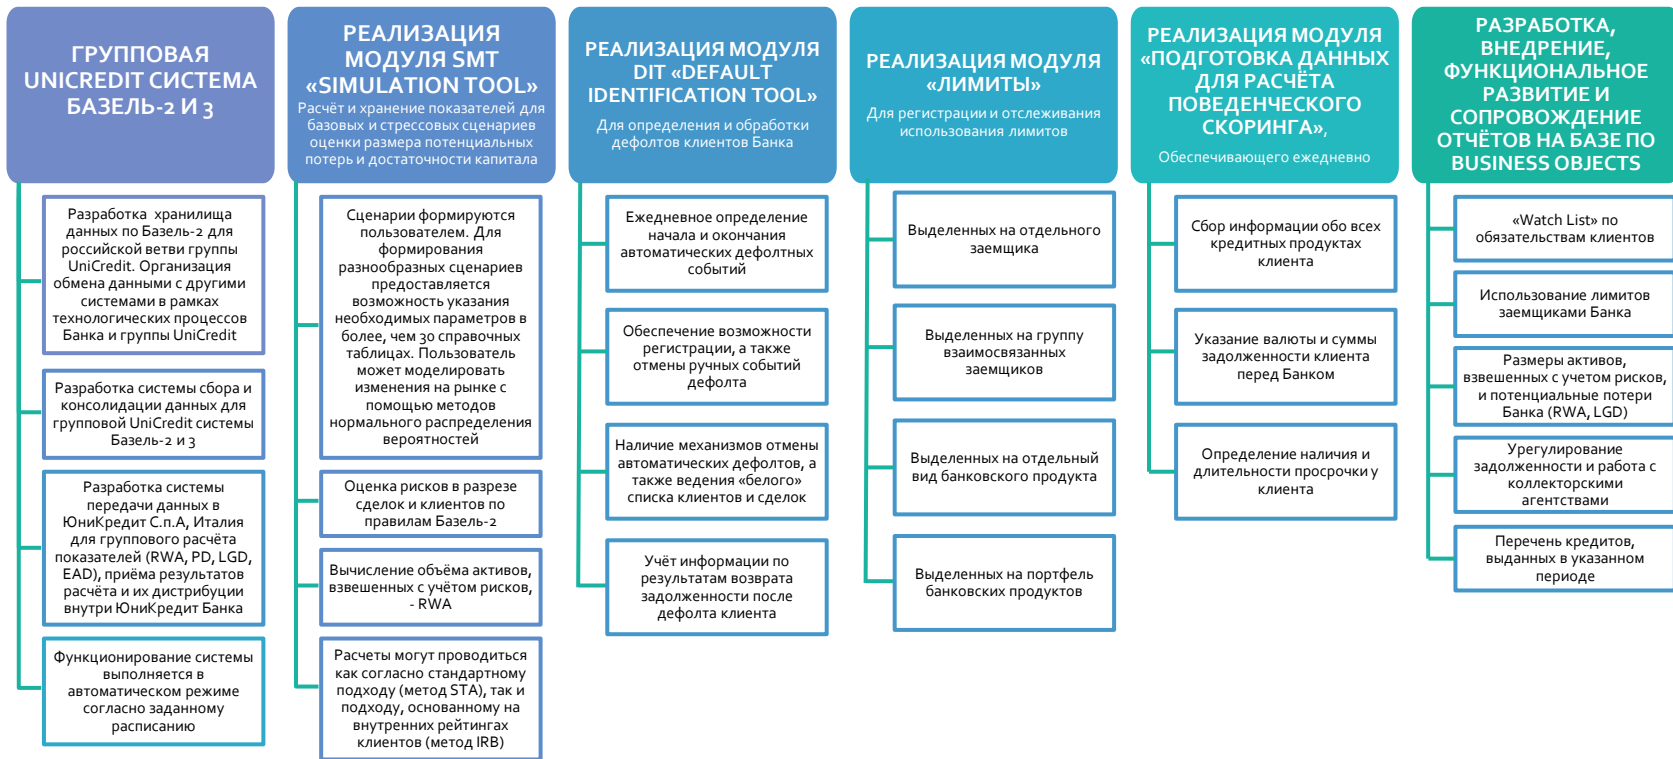 ГРУППОВАЯ
UNICREDIT СИСТЕМА
БАЗЕЛЬ-2 И 3
Разработка хранилища
данных по Базель-2 для
российской ветви группы
UniCredit. Организация
обмена данными с другими
системами в рамках
технологических процессов
Банка и группы UniCredit
Разработка системы сбора и
консолидации данных для
групповой UniCredit системы
Базель-2 и 3
Разработка системы
передачи данных в
ЮниКредит С.п.А, Италия
для группового расчёта
показателей (RWA, PD, LGD,
EAD), приёма результатов
расчёта и их дистрибуции
внутри ЮниКредит Банка
Функционирование системы
выполняется в
автоматическом режиме
согласно заданному
расписанию
РЕАЛИЗАЦИЯ
МОДУЛЯ SMT
«SIMULATION TOOL»
Расчёт и хранение показателей для
базовых и стрессовых сценариев
оценки размера потенциальных
потерь и достаточности капитала
Сценарии формируются
пользователем. Для
формирования
разнообразных сценариев
предоставляется
возможность указания
необходимых параметров в
более, чем 30 справочных
таблицах. Пользователь
может моделировать
изменения на рынке с
помощью методов
нормального распределения
вероятностей
Оценка рисков в разрезе
сделок и клиентов по
правилам Базель-2
Вычисление объёма активов,
взвешенных с учётом рисков,
- RWA
Расчеты могут проводиться
как согласно стандартному
подходу (метод STA), так и
подходу, основанному на
внутренних рейтингах
клиентов (метод IRB)
РЕАЛИЗАЦИЯ МОДУЛЯ
DIT «DEFAULT
IDENTIFICATION TOOL»
Для определения и обработки
дефолтов клиентов Банка
Ежедневное определение
начала и окончания
автоматических дефолтных
событий
Обеспечение возможности
регистрации, а также
отмены ручных событий
дефолта
Наличие механизмов отмены
автоматических дефолтов, а
также ведения «белого»
списка клиентов и сделок
Учёт информации по
результатам возврата
задолженности после
дефолта клиента
РЕАЛИЗАЦИЯ МОДУЛЯ
«ЛИМИТЫ»
Для регистрации и отслеживания
использования лимитов
Выделенных на отдельного
заемщика
Выделенных на группу
взаимосвязанных
заемщиков
Выделенных на отдельный
вид банковского продукта
Выделенных на портфель
банковских продуктов
РЕАЛИЗАЦИЯ МОДУЛЯ
«ПОДГОТОВКА ДАННЫХ
ДЛЯ РАСЧЁТА
ПОВЕДЕНЧЕСКОГО
СКОРИНГА»,
Обеспечивающего ежедневно
Сбор информации обо всех
кредитных продуктах
клиента
Указание валюты и суммы
задолженности клиента
перед Банком
Определение наличия и
длительности просрочки у
клиента
РАЗРАБОТКА,
ВНЕДРЕНИЕ,
ФУНКЦИОНАЛЬНОЕ
РАЗВИТИЕ И
СОПРОВОЖДЕНИЕ
ОТЧЁТОВ НА БАЗЕ ПО
BUSINESS OBJECTS
«Watch List» по
обязательствам клиентов
Использование лимитов
заемщиками Банка
Размеры активов,
взвешенных с учетом рисков,
и потенциальные потери
Банка (RWA, LGD)
Урегулирование
задолженности и работа с
коллекторскими
агентствами
Перечень кредитов,
выданных в указанном
периоде